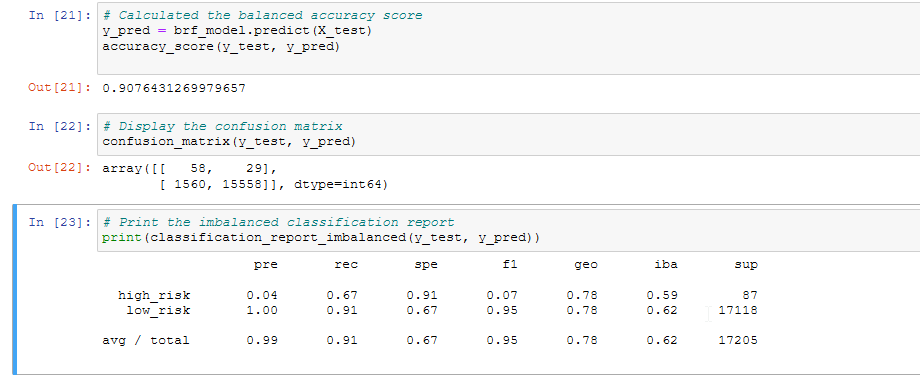 In [21]: # Calculated the balanced accuracy score
y_pred = brf_model.predict(X_test)
accuracy_score(y_test, y_pred)
Out[21]: 0.9076431269979657
In [22]: # Display the confusion matrix
confusion_matrix(y_test, y_pred)
Out[22]: array([[   58,    29],
       [ 1560, 15558]], dtype=int64)
In [23]: # Print the imbalanced classification report
print(classification_report_imbalanced(y_test, y_pred))
pre rec spe f1 geo iba sup
high_risk 0.04 0.67 0.91 0.07 0.78 0.59 87
low_risk 1.00 0.91 0.67 0.95 0.78 0.62 17118
avg / total 0.99 0.91 0.67 0.95 0.78 0.62 17205